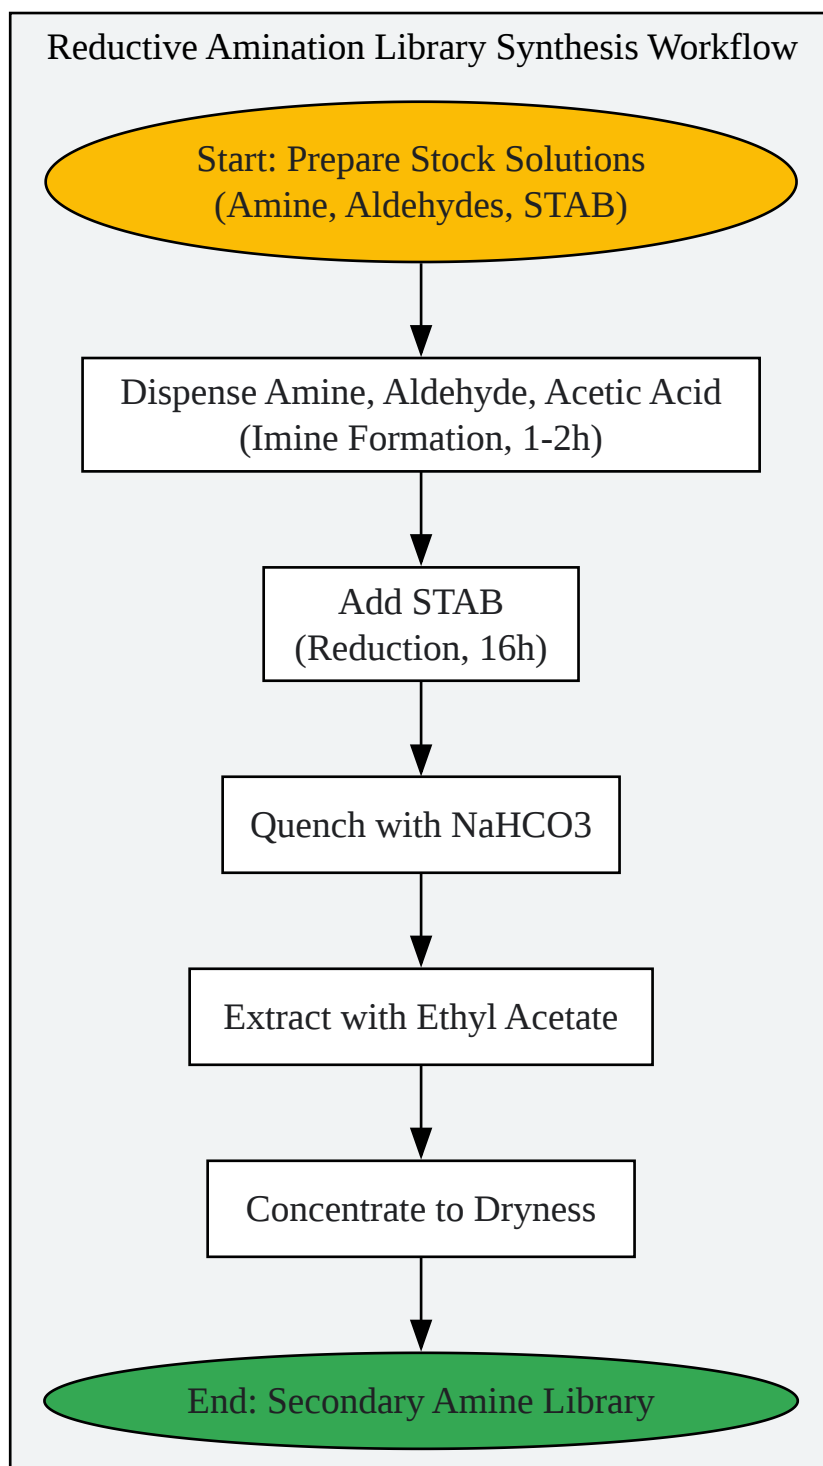 Reductive Amination Library Synthesis Workflow
Start: Prepare Stock Solutions
(Amine, Aldehydes, STAB)
Dispense Amine, Aldehyde, Acetic Acid
(Imine Formation, 1-2h)
Add STAB
(Reduction, 16h)
Quench with NaHCO3
Extract with Ethyl Acetate
Concentrate to Dryness
End: Secondary Amine Library